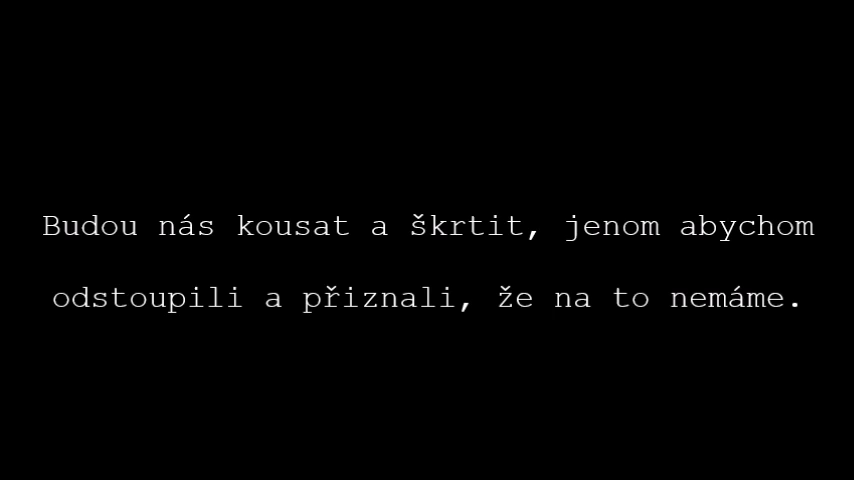 Budou nás kousat a škrtit, jenom abychom
odstoupili a přiznali, že na to nemáme.